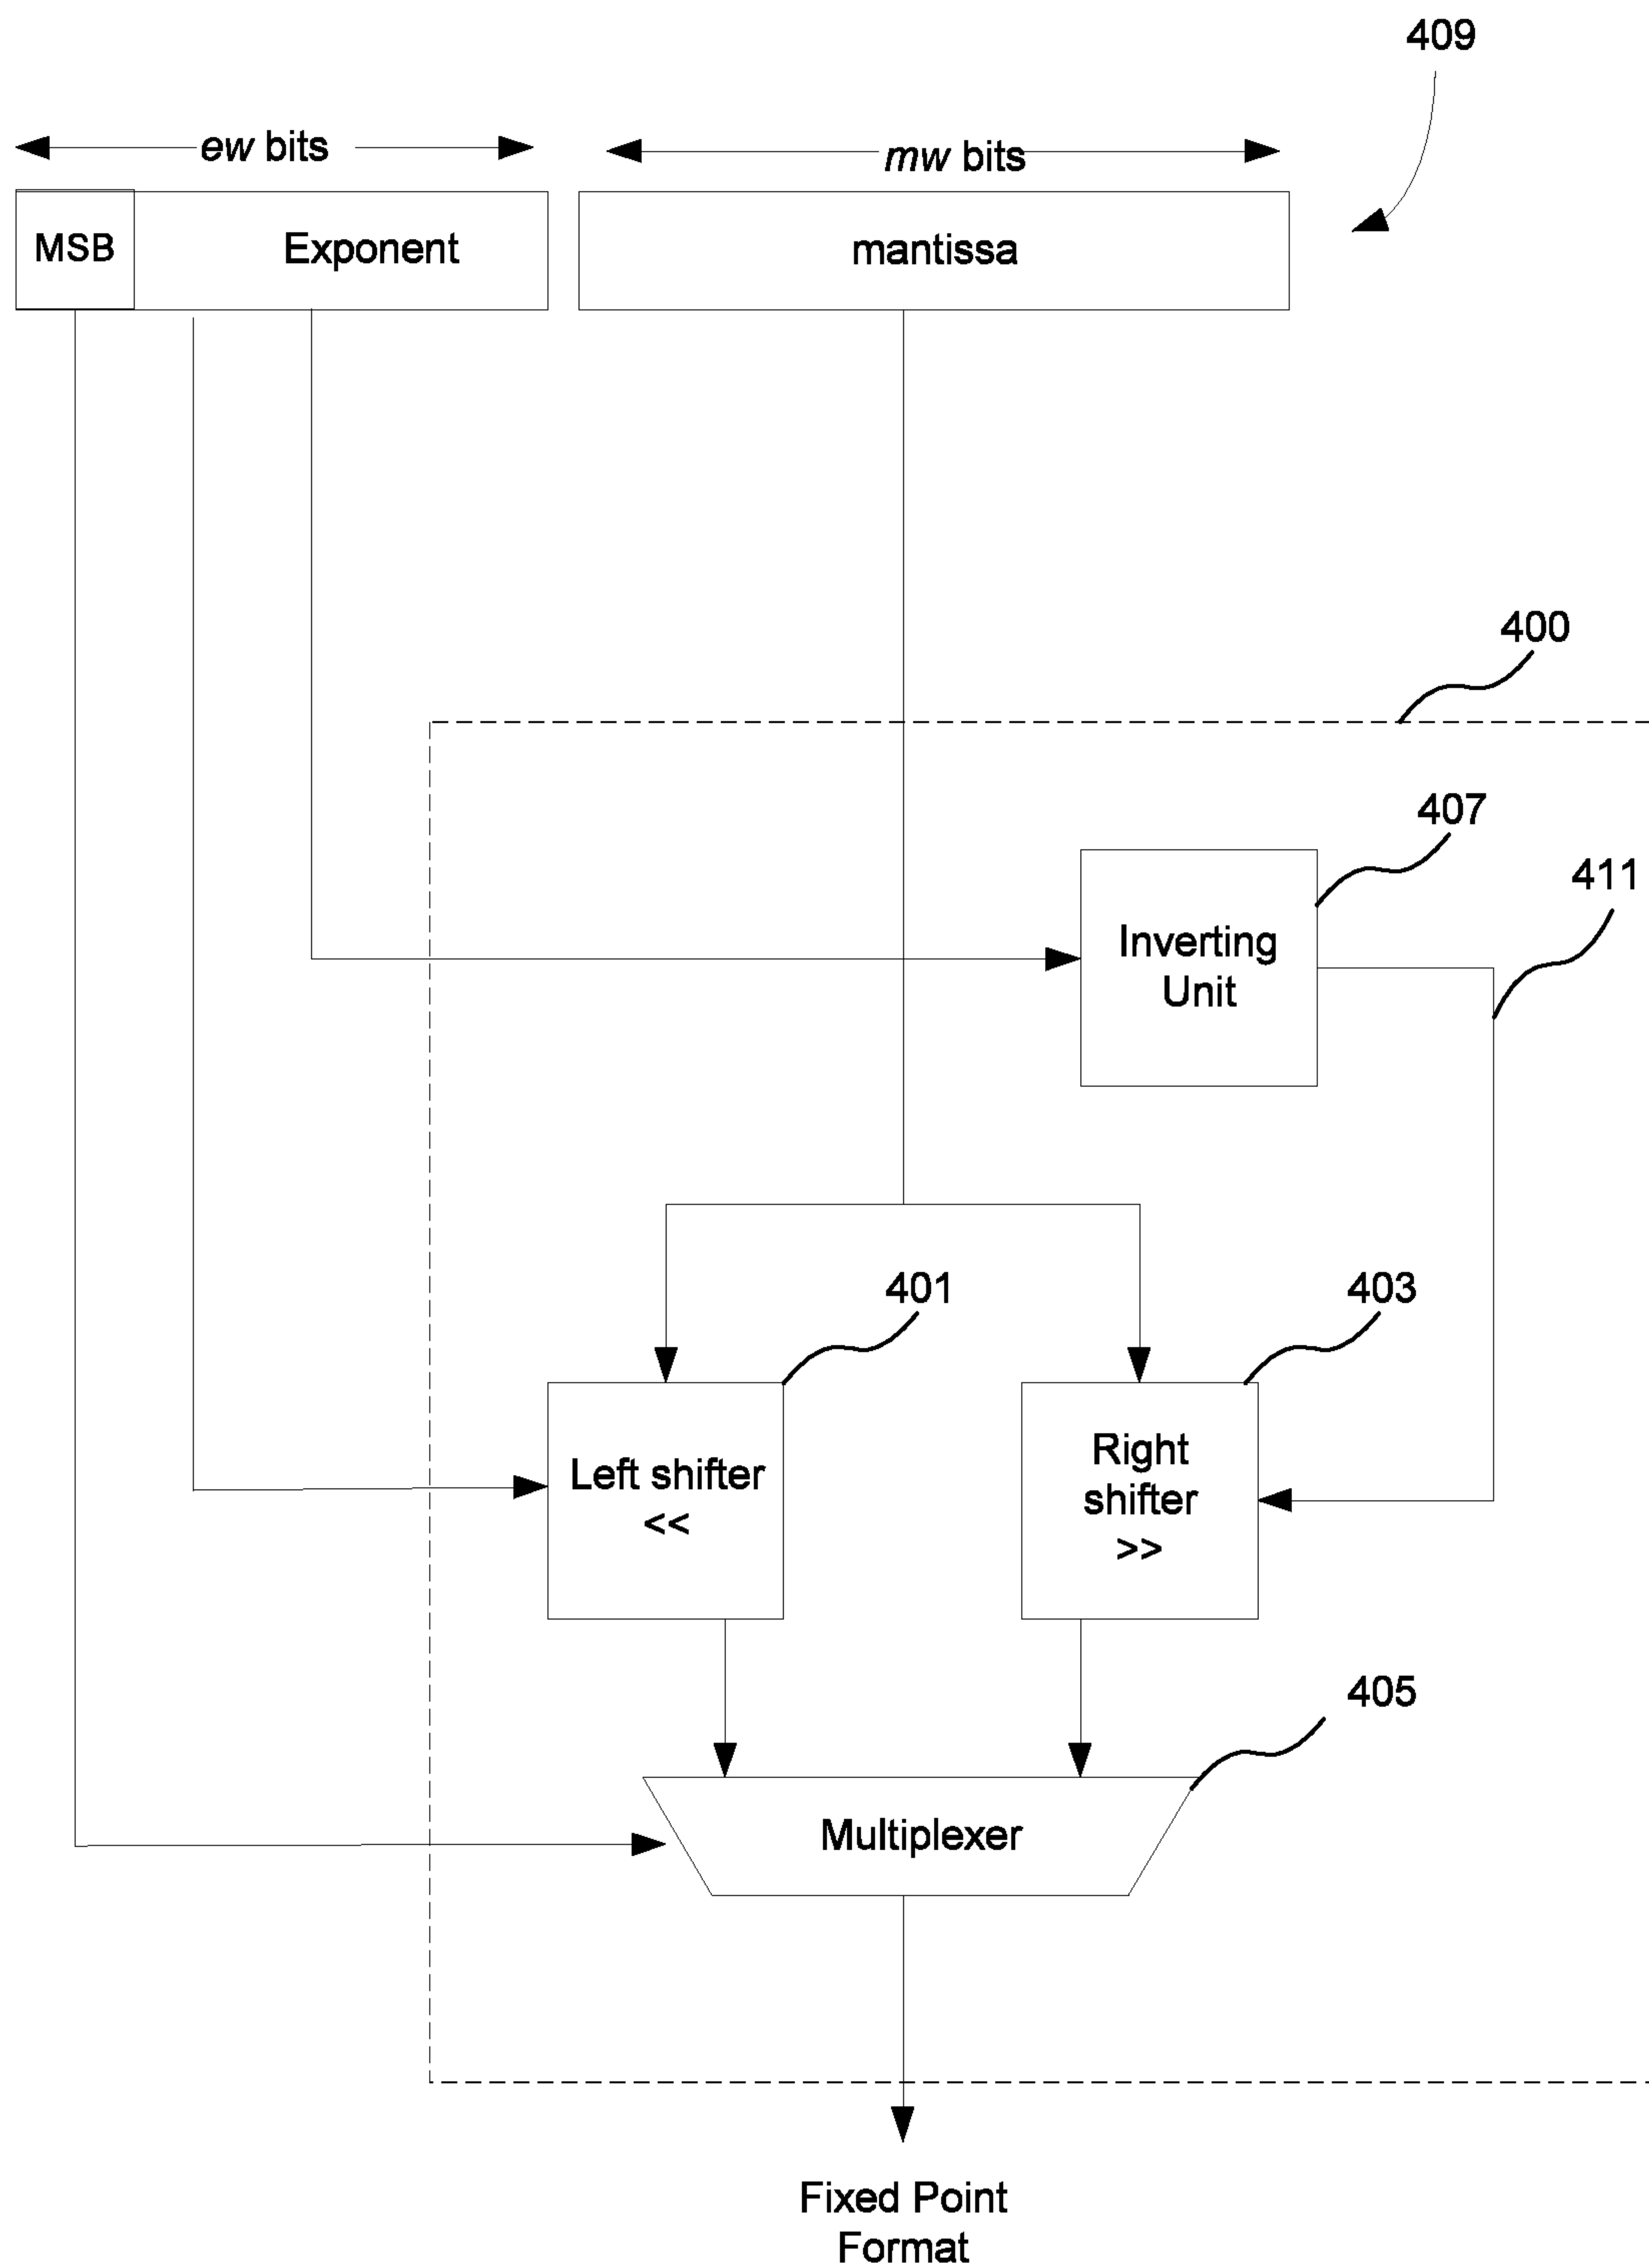 409
ew bits
mw bits
MSB
Exponent
mantissa
400
407
411
Inverting
Unit
401
403
Left shifter
<<
Right
shifter
>>
405
Multiplexer
Fixed Point
Format